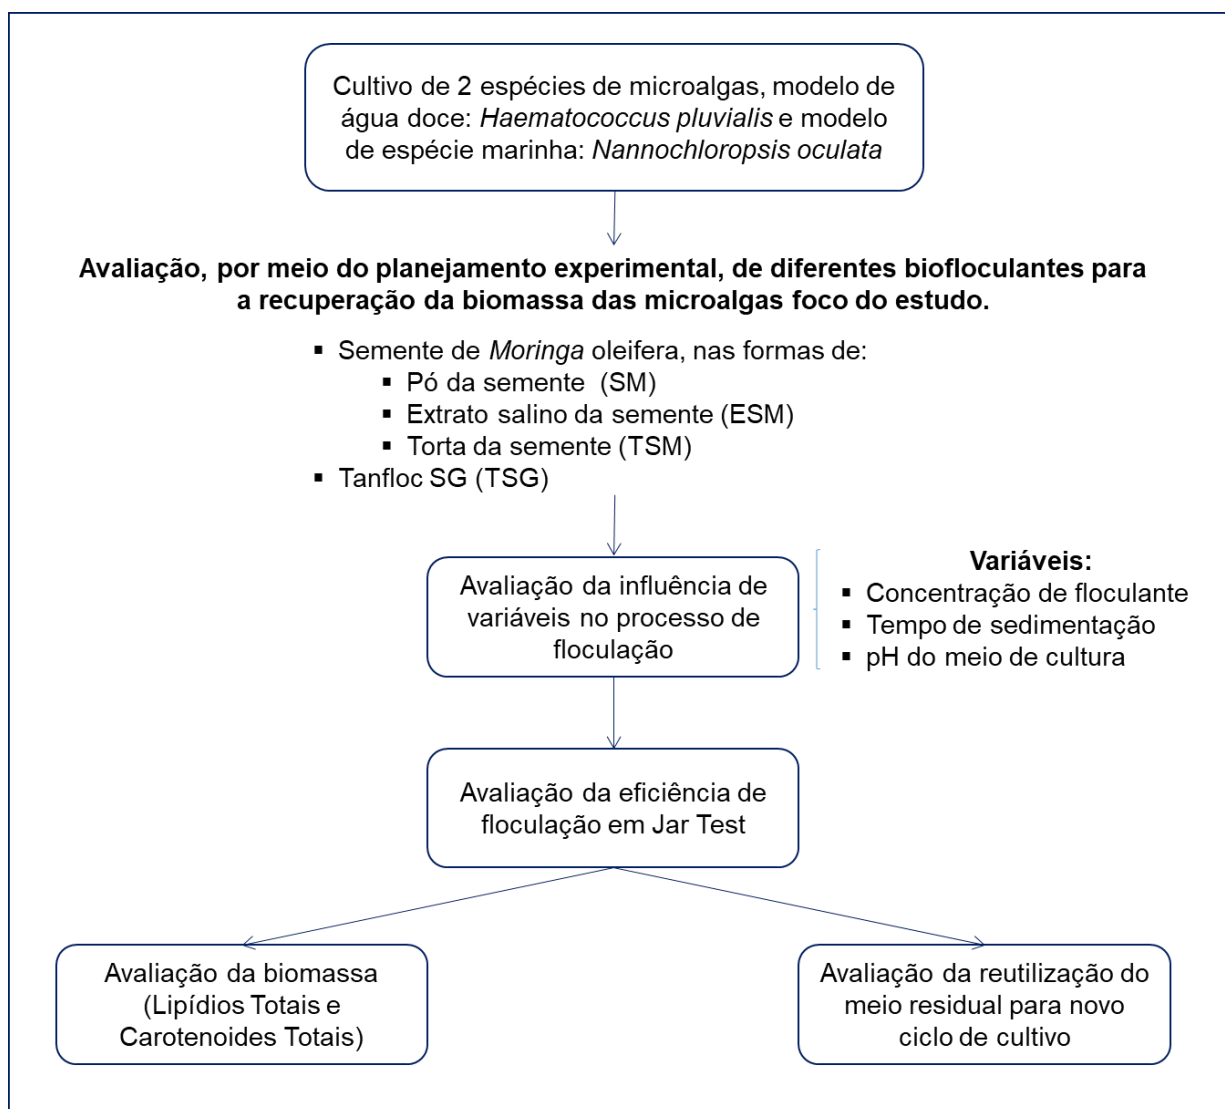 Cultivo de 2 espécies de microalgas, modelo de
água doce: Haematococcus pluvialis e modelo
de espécie marinha: Nannochloropsis oculata
Avaliação, por meio do planejamento experimental, de diferentes biofloculantes para
a recuperação da biomassa das microalgas foco do estudo.
▪ Semente de Moringa oleifera, nas formas de:
▪ Pó da semente (SM)
▪ Extrato salino da semente (ESM)
▪ Torta da semente (TSM)
▪ Tanfloc SG (TSG)
Avaliação da influência de
variáveis no processo de
floculação
Variáveis:
▪ Concentração de floculante
▪ Tempo de sedimentação
▪ pH do meio de cultura
Avaliação da eficiência de
floculação em Jar Test
Avaliação da biomassa
(Lipídios Totais e
Carotenoides Totais)
Avaliação da reutilização do
meio residual para novo
ciclo de cultivo